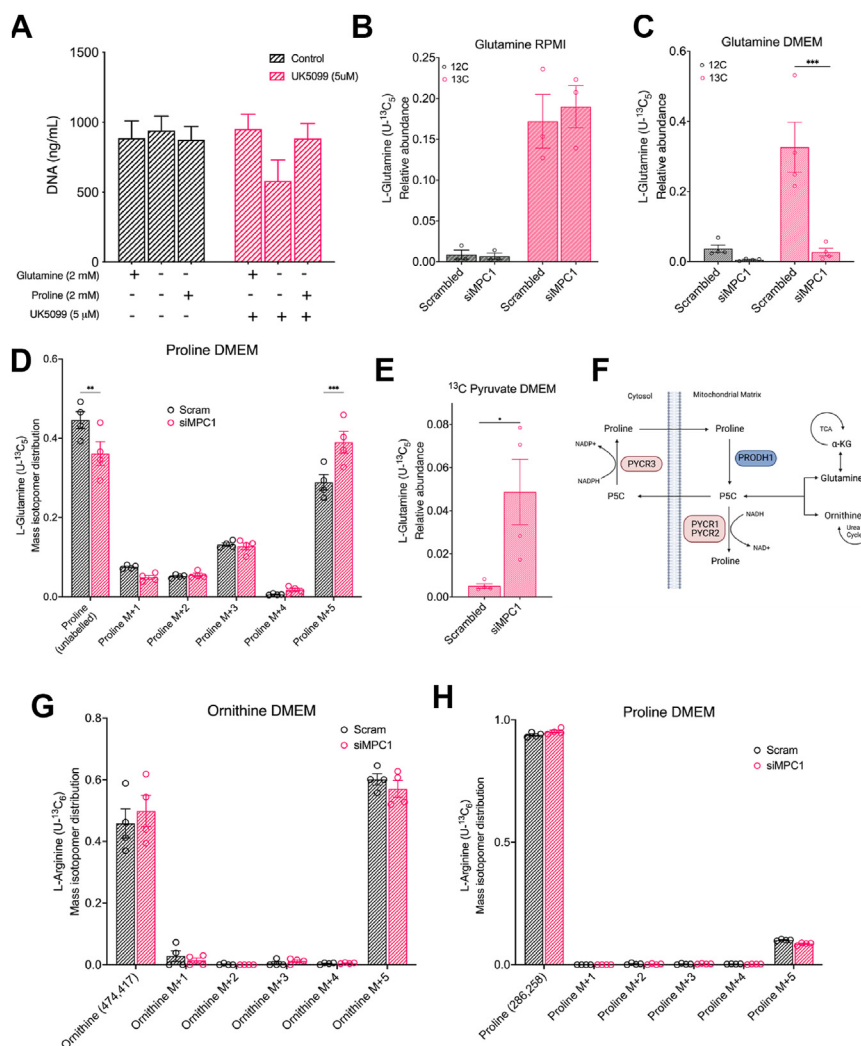 A
Control
UK5099 (5uM)
DNA (ng/mL)
1500
1000
500
0
Glutamine (2 mM) + - - + - -
Proline (2 mM) - - + - - +
UK5099 (5 μM) - - - + + +
B
Glutamine RPMI
12C
13C
L-Glutamine (U-¹³C₅)
Relative abundance
0.25
0.20
0.15
0.10
0.05
0.00
Scrambled
siMPC1
Scrambled
siMPC1
C
Glutamine DMEM
12C
13C
***
L-Glutamine (U-¹³C₅)
Relative abundance
0.6
0.4
0.2
0.0
Scrambled
siMPC1
Scrambled
siMPC1
D
Proline DMEM
Scram
siMPC1
**
***
L-Glutamine (U-¹³C₅)
Mass isotopomer distribution
0.6
0.4
0.2
0.0
Proline
(unlabelled)
Proline M+1
Proline M+2
Proline M+3
Proline M+4
Proline M+5
E
¹³C Pyruvate DMEM
*
L-Glutamine (U-¹³C₅)
Relative abundance
0.10
0.08
0.06
0.04
0.02
0.00
Scrambled
siMPC1
F
Cytosol
Mitochondrial Matrix
Proline
Proline
TCA
α-KG
NADP+
PYCR3
PRODH1
NADPH
Glutamine
P5C
P5C
Ornithine
NADH
PYCR1
PYCR2
Urea
Cycle
NAD+
Proline
G
Ornithine DMEM
Scram
siMPC1
L-Arginine (U-¹³C₆)
Mass isotopomer distribution
0.8
0.6
0.4
0.2
0.0
Ornithine (474,417)
Ornithine M+1
Ornithine M+2
Ornithine M+3
Ornithine M+4
Ornithine M+5
H
Proline DMEM
Scram
siMPC1
L-Arginine (U-¹³C₆)
Mass isotopomer distribution
1.0
0.5
0.0
Proline (286,258)
Proline M+1
Proline M+2
Proline M+3
Proline M+4
Proline M+5